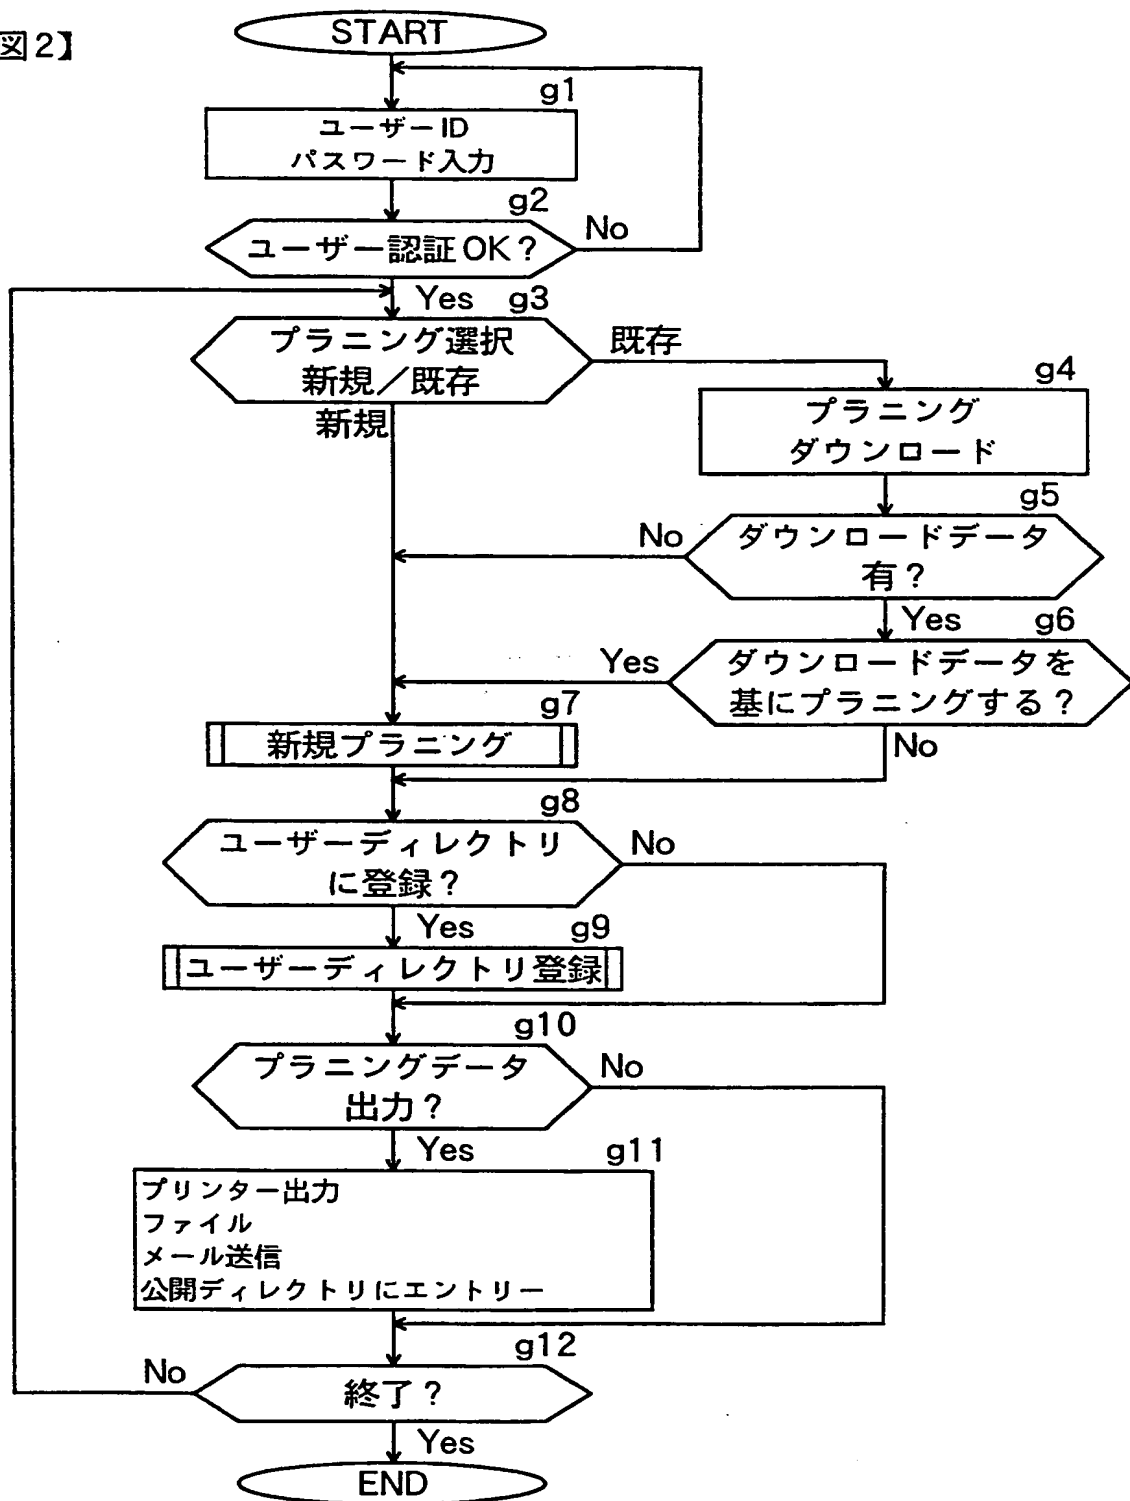 図2】
START
g1
ユーザーID
パスワード入力
g2
ユーザー認証OK？
No
Yes
g3
プラニング選択
新規／既存
既存
新規
g4
プラニング
ダウンロード
g5
ダウンロードデータ
有？
No
Yes
g6
ダウンロードデータを
基にプラニングする？
Yes
No
g7
新規プラニング
g8
ユーザーディレクトリ
に登録？
No
Yes
g9
ユーザーディレクトリ登録
g10
プラニングデータ
出力？
No
Yes
g11
プリンター出力
ファイル
メール送信
公開ディレクトリにエントリー
g12
終了？
No
Yes
END